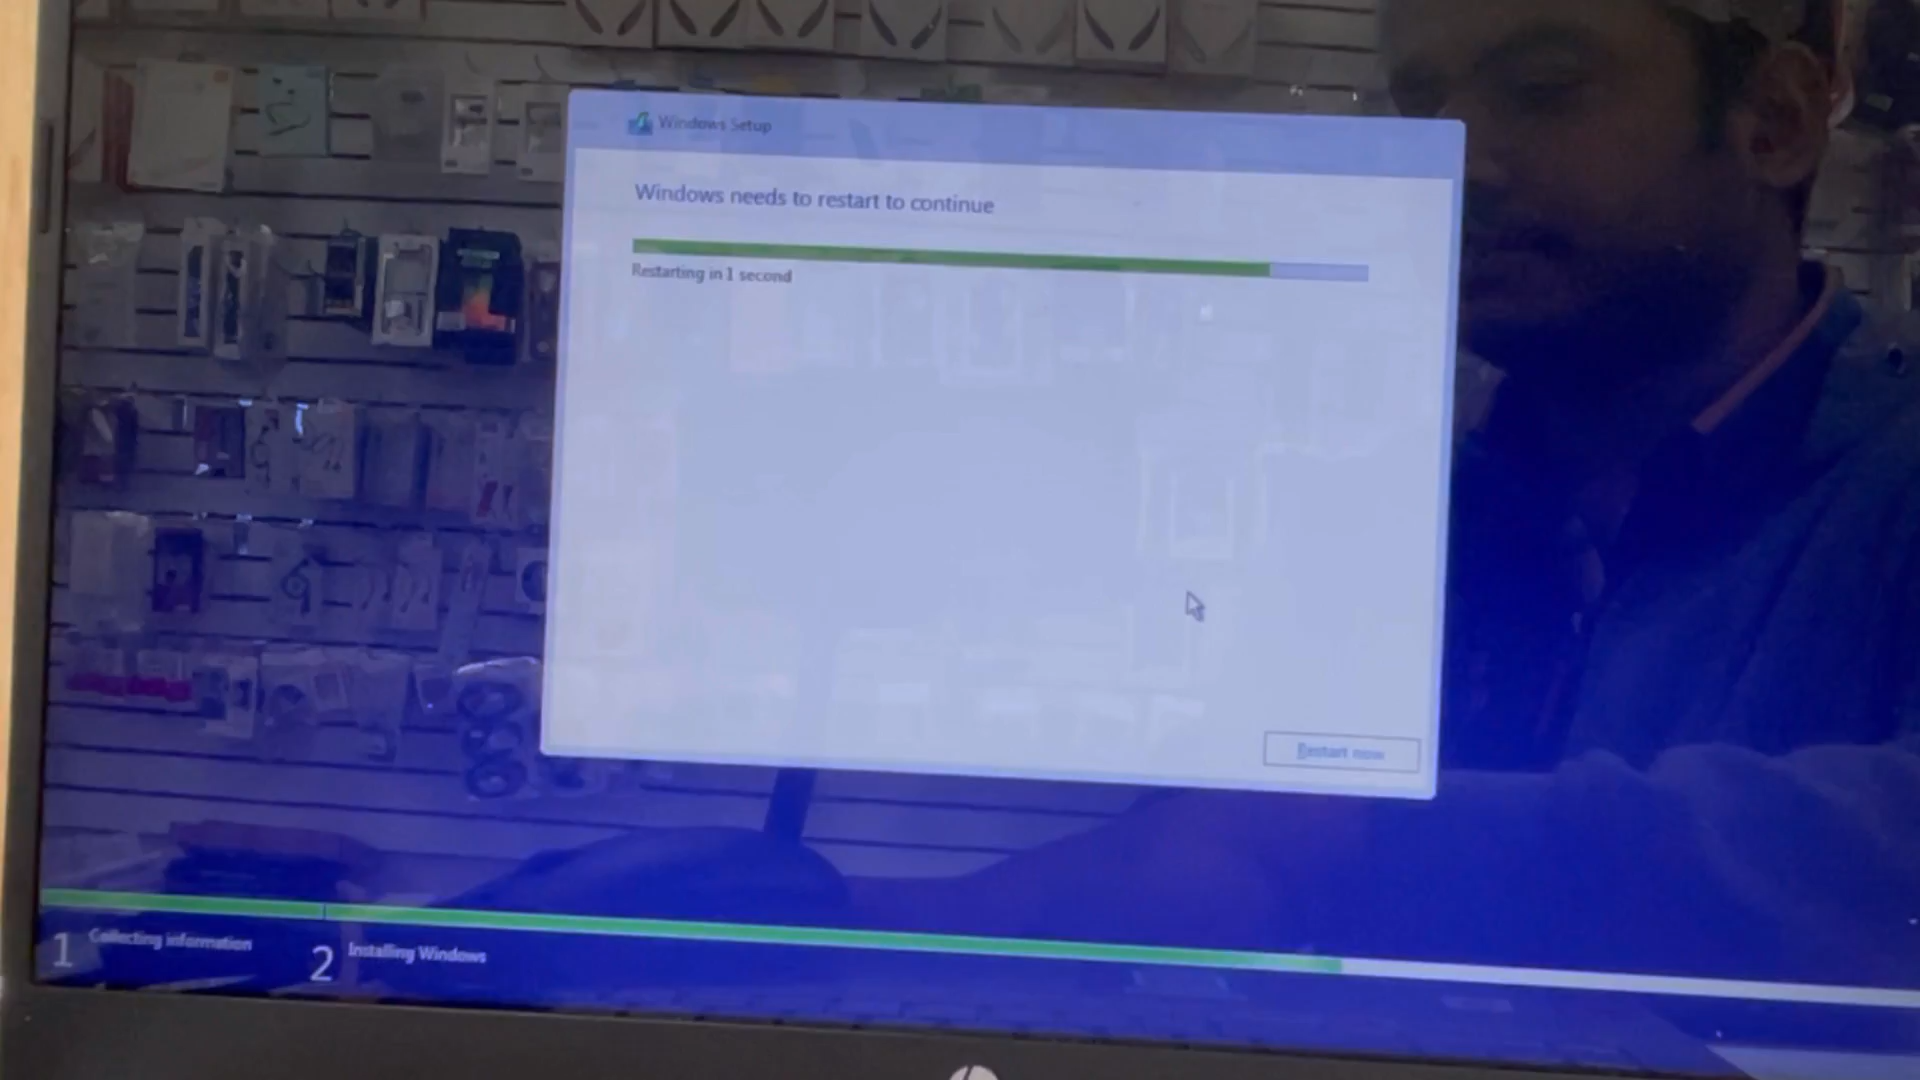 Windows Setup
Windows needs to restart to continue
Restarting in 1 second
Restart now
1 Collecting information
2 Installing Windows